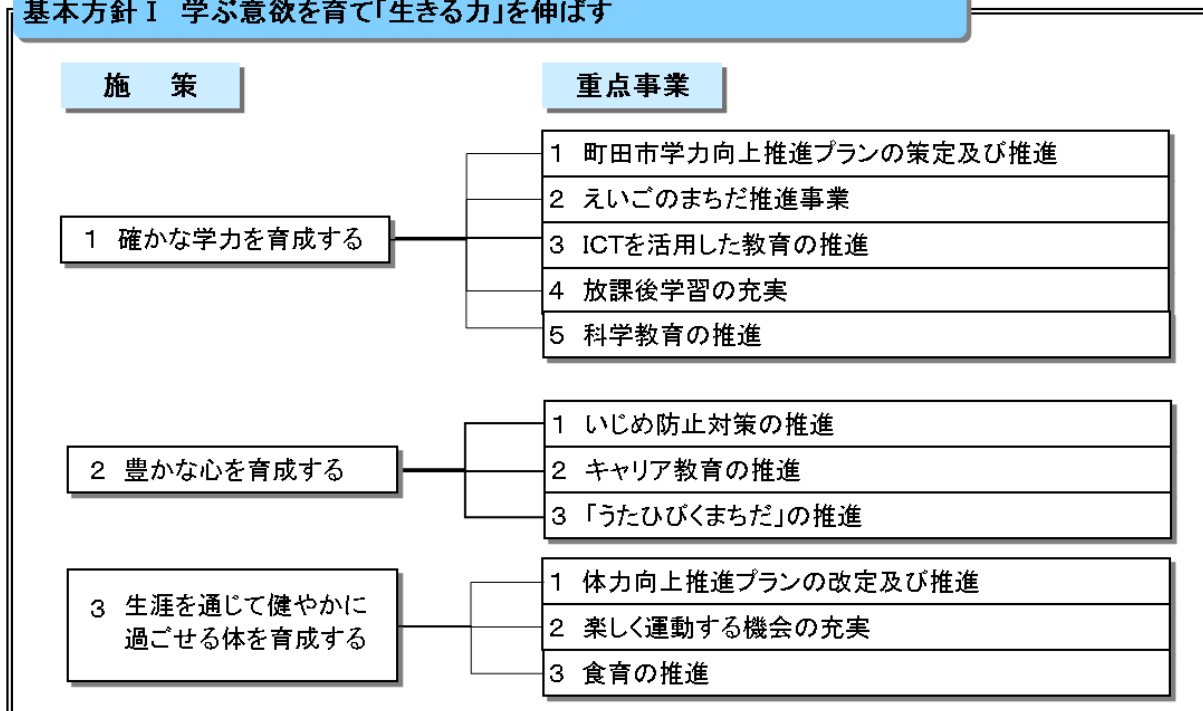 基本方針Ⅰ 学ぶ意欲を育て「生きる力」を伸ばす
施 策
重点事業
1 確かな学力を育成する
1 町田市学力向上推進プランの策定及び推進
2 えいごのまちだ推進事業
3 ICTを活用した教育の推進
4 放課後学習の充実
5 科学教育の推進
2 豊かな心を育成する
1 いじめ防止対策の推進
2 キャリア教育の推進
3 「うたひびくまちだ」の推進
3 生涯を通じて健やかに
過ごせる体を育成する
1 体力向上推進プランの改定及び推進
2 楽しく運動する機会の充実
3 食育の推進